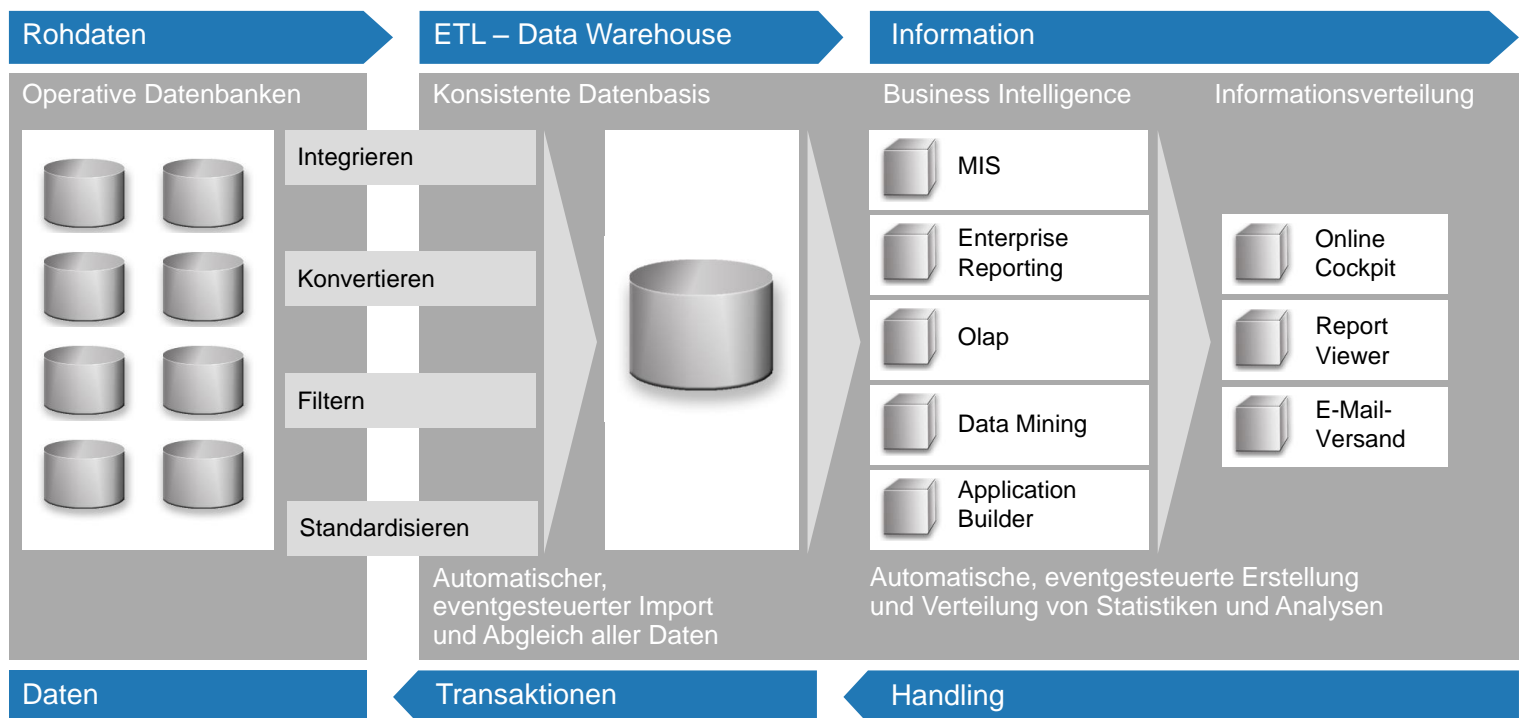 Rohdaten
ETL – Data Warehouse
Information
Operative Datenbanken
Konsistente Datenbasis
Business Intelligence
Informationsverteilung
Integrieren
Konvertieren
Filtern
Standardisieren
MIS
Enterprise
Reporting
Olap
Data Mining
Application
Builder
Online
Cockpit
Report
Viewer
E-Mail-
Versand
Automatischer,
eventgesteuerter Import
und Abgleich aller Daten
Automatische, eventgesteuerte Erstellung
und Verteilung von Statistiken und Analysen
Daten
Transaktionen
Handling